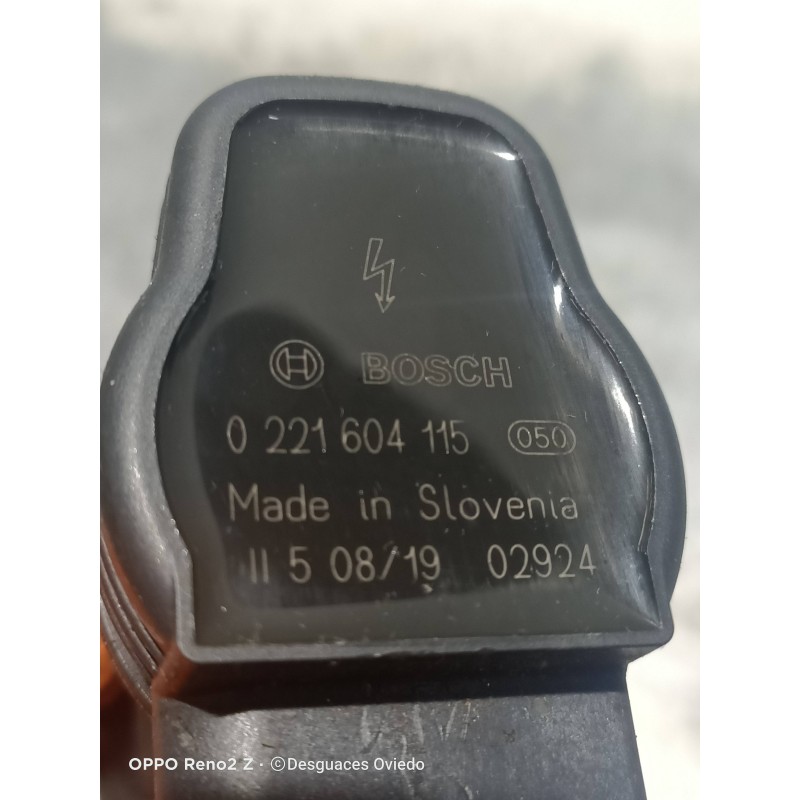 BOSCH
0 221 604 115 050
Made in Slovenia
II 5 08/19 02924
OPPO Reno2 Z · ©Desguaces Oviedo